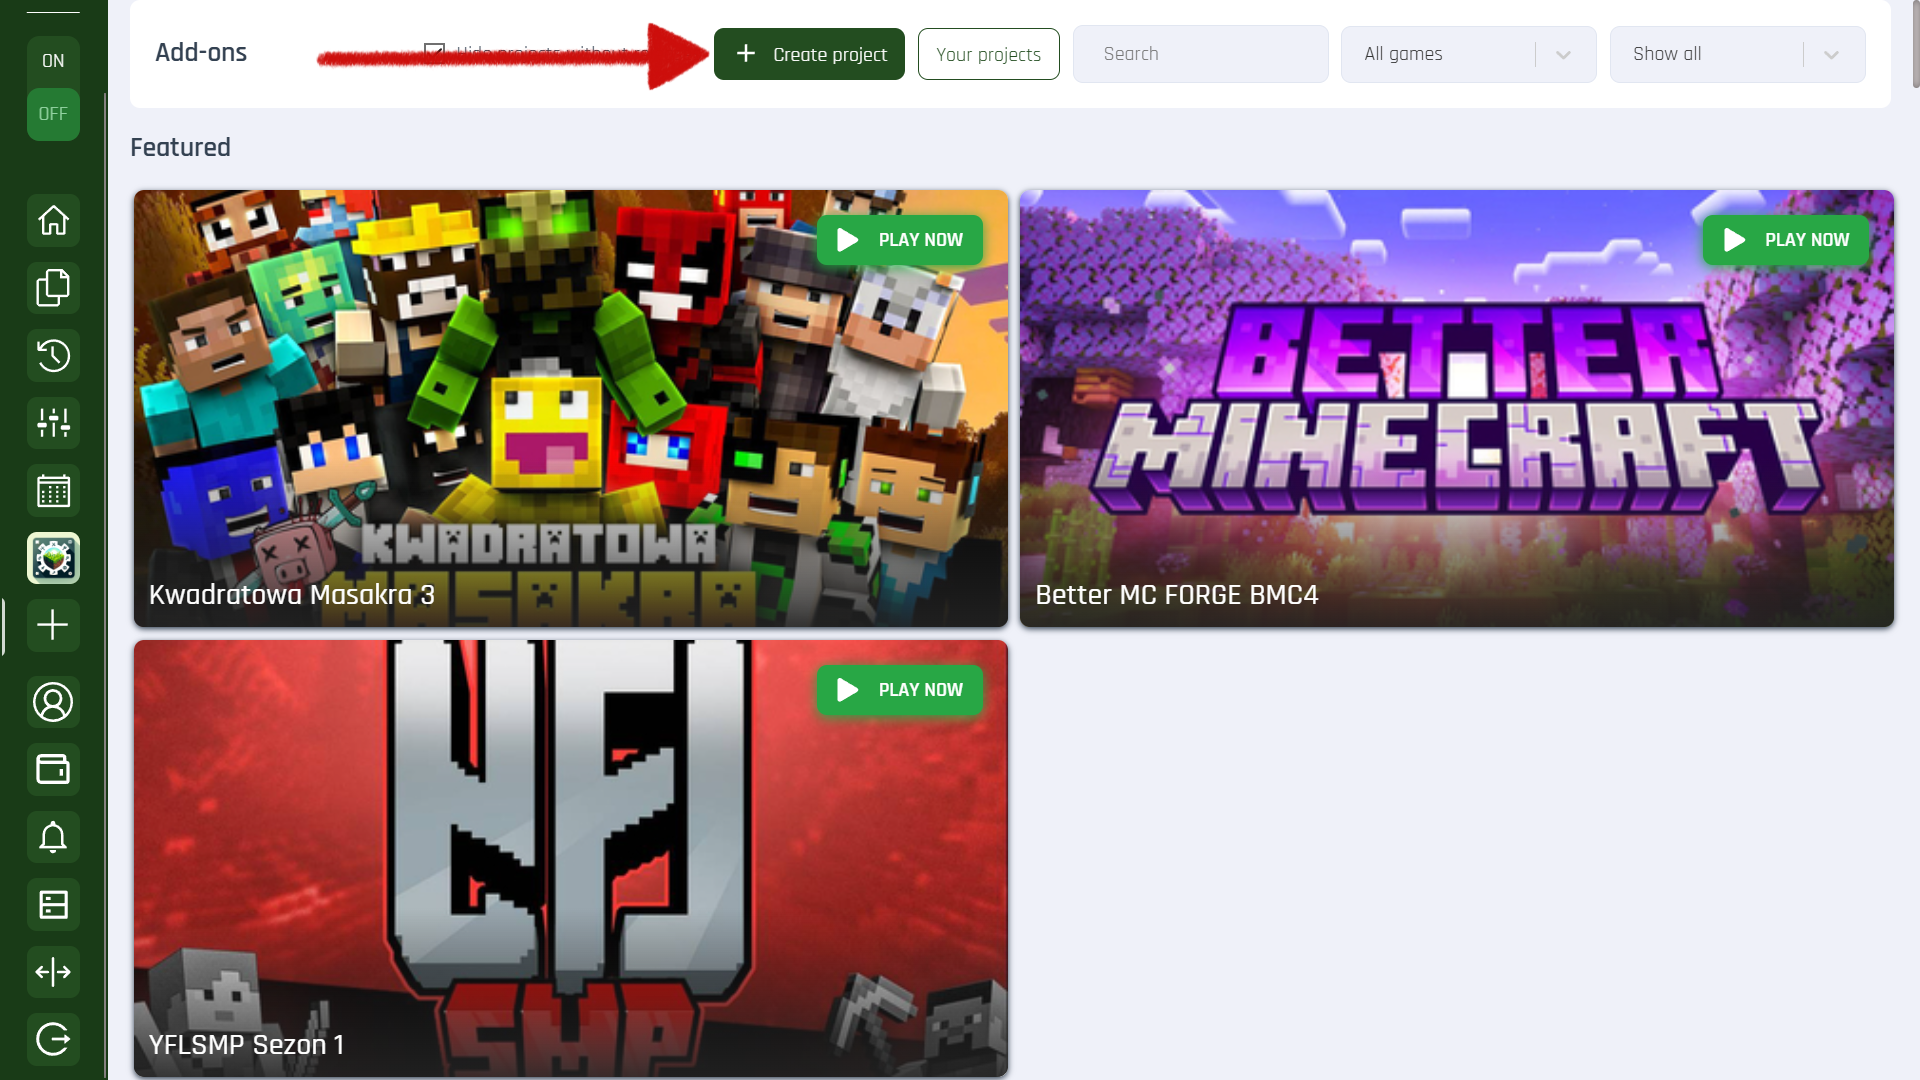 ON
OFF
Add-ons
Hide projects without
Create project
Your projects
Search
All games
Show all
Featured
PLAY NOW
KWADRATOWA
MASAKRA
Kwadratowa Masakra 3
PLAY NOW
BETTER
MINECRAFT
Better MC FORGE BMC4
PLAY NOW
YFL
SMP
YFLSMP Sezon 1